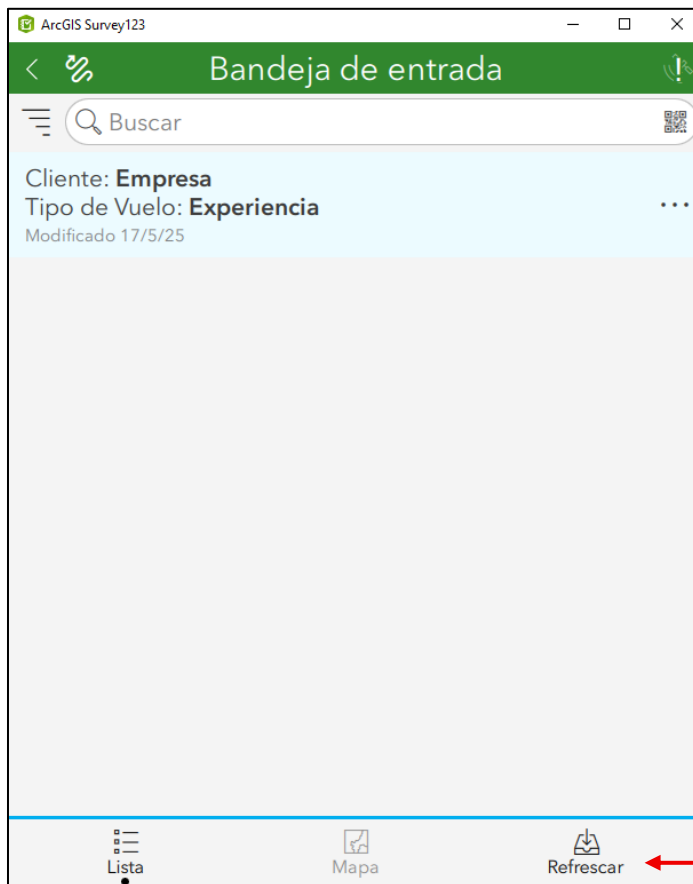 ArcGIS Survey123
Bandeja de entrada
Buscar
Cliente: Empresa
Tipo de Vuelo: Experiencia
Modificado 17/5/25
Lista
Mapa
Refrescar